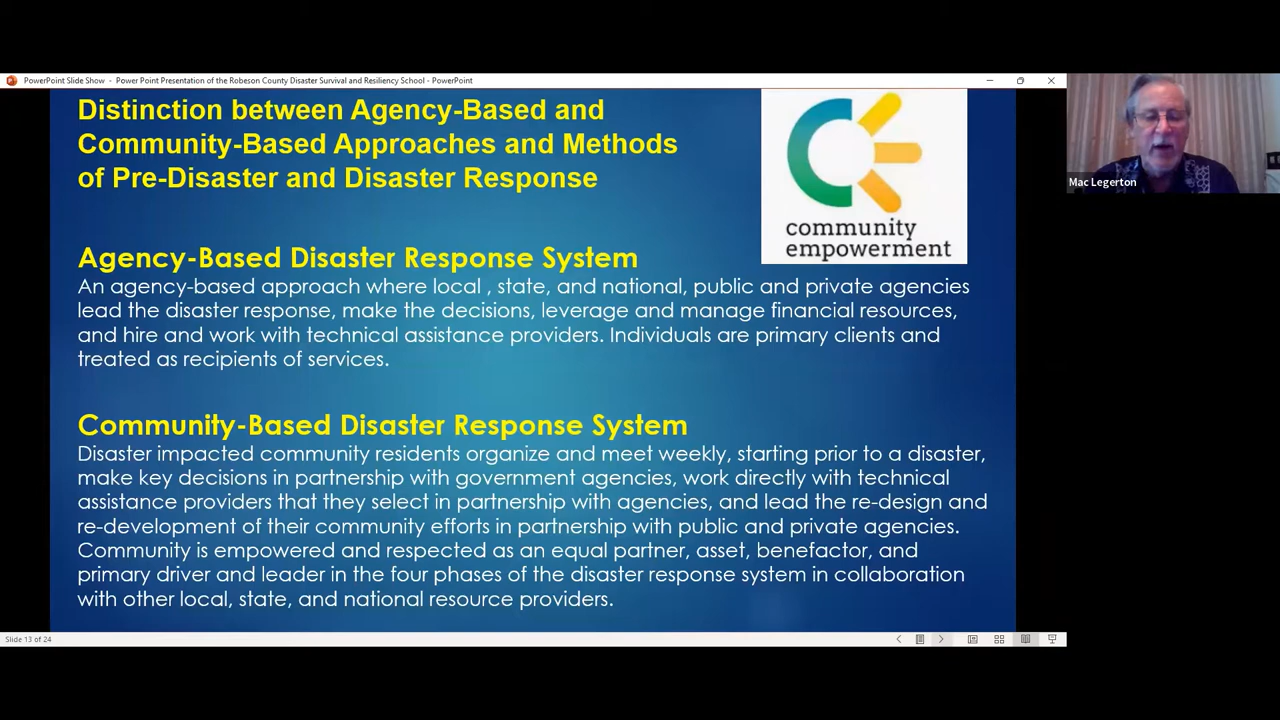 PowerPoint Slide Show - Power Point Presentation of the Robeson County Disaster Survival and Resiliency School - PowerPoint
Distinction between Agency-Based and
Community-Based Approaches and Methods
of Pre-Disaster and Disaster Response
community
empowerment
Mac Legerton
Agency-Based Disaster Response System
An agency-based approach where local , state, and national, public and private agencies
lead the disaster response, make the decisions, leverage and manage financial resources,
and hire and work with technical assistance providers. Individuals are primary clients and
treated as recipients of services.
Community-Based Disaster Response System
Disaster impacted community residents organize and meet weekly, starting prior to a disaster,
make key decisions in partnership with government agencies, work directly with technical
assistance providers that they select in partnership with agencies, and lead the re-design and
re-development of their community efforts in partnership with public and private agencies.
Community is empowered and respected as an equal partner, asset, benefactor, and
primary driver and leader in the four phases of the disaster response system in collaboration
with other local, state, and national resource providers.
Slide 13 of 24